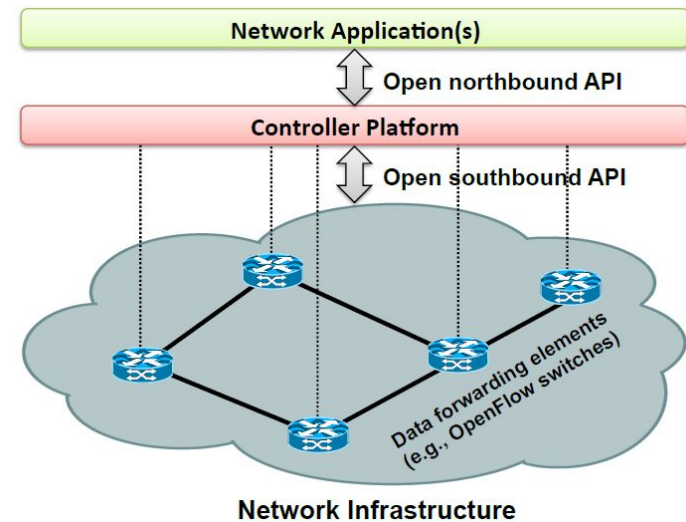 Network Application(s)
Open northbound API
Controller Platform
Open southbound API
Data forwarding elements
(e.g., OpenFlow switches)
Network Infrastructure